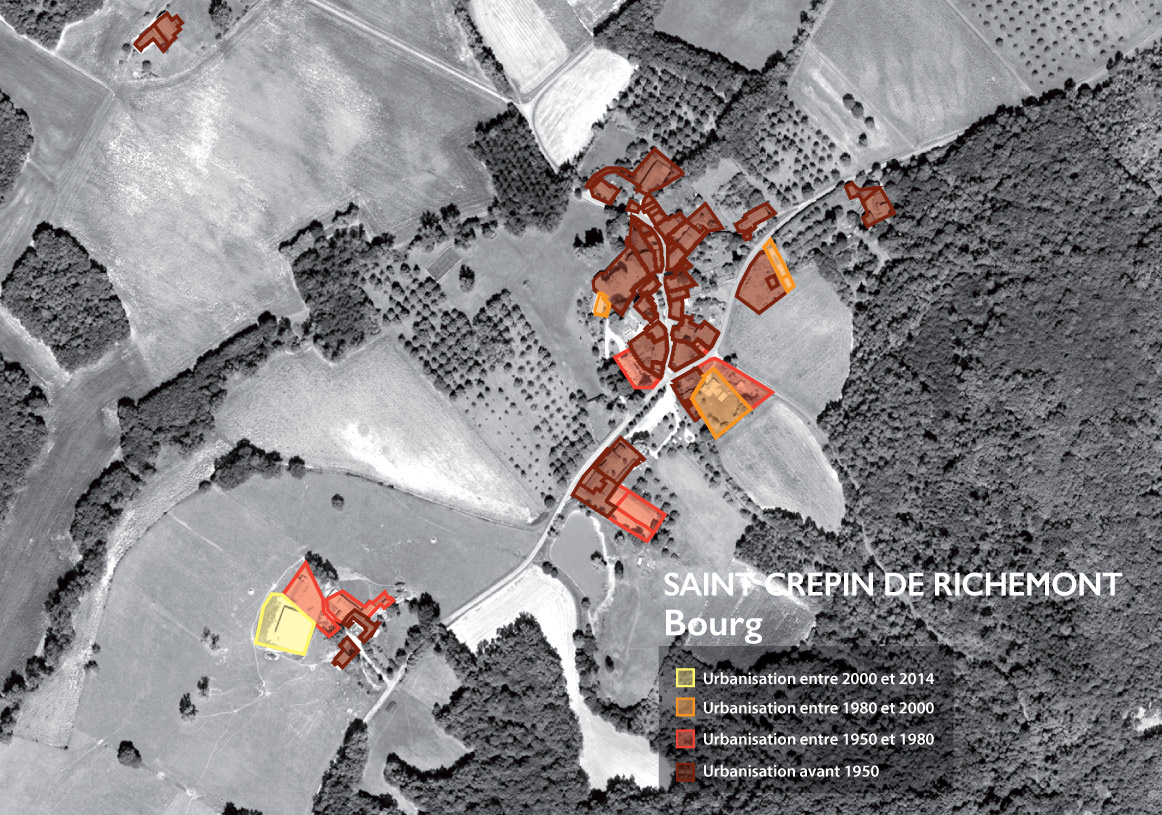 SAINT CREPIN DE RICHEMONT
Bourg
Urbanisation entre 2000 et 2014
Urbanisation entre 1980 et 2000
Urbanisation entre 1950 et 1980
Urbanisation avant 1950